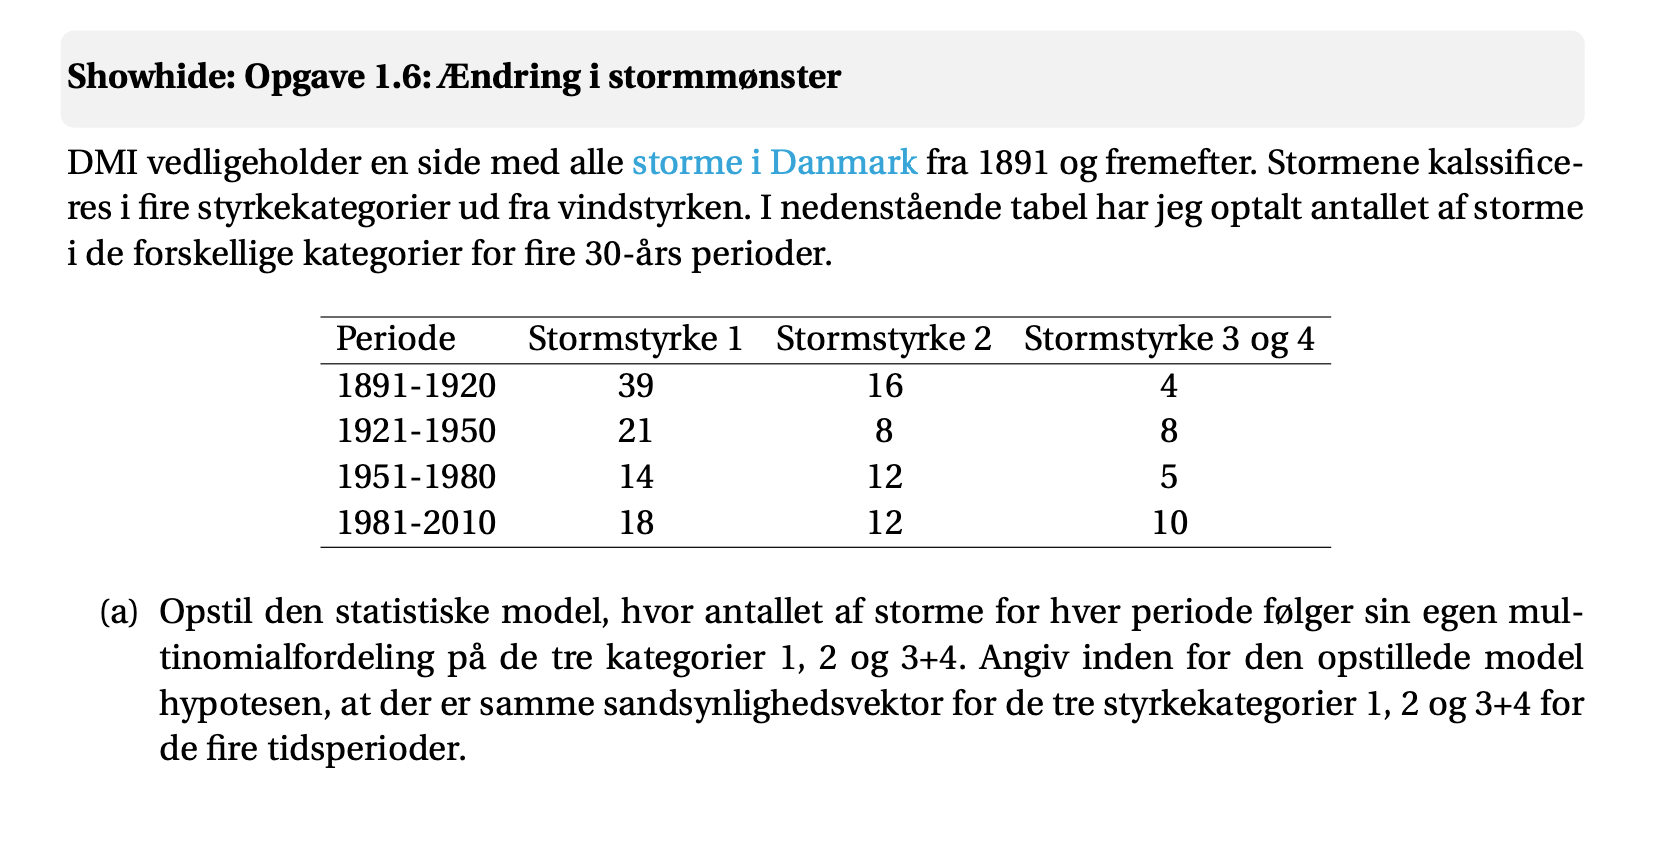 Showhide: Opgave 1.6: Ændring i stormmønster
DMI vedligeholder en side med alle storme i Danmark fra 1891 og fremefter. Stormene kalssifice-
res i fire styrkekategorier ud fra vindstyrken. I nedenstående tabel har jeg optalt antallet af storme
i de forskellige kategorier for fire 30-års perioder.
Periode Stormstyrke 1 Stormstyrke 2 Stormstyrke 3 og 4
1891-1920 39 16 4
1921-1950 21 8 8
1951-1980 14 12 5
1981-2010 18 12 10
(a) Opstil den statistiske model, hvor antallet af storme for hver periode følger sin egen mul-
tinomialfordeling på de tre kategorier 1, 2 og 3+4. Angiv inden for den opstillede model
hypotesen, at der er samme sandsynlighedsvektor for de tre styrkekategorier 1, 2 og 3+4 for
de fire tidsperioder.